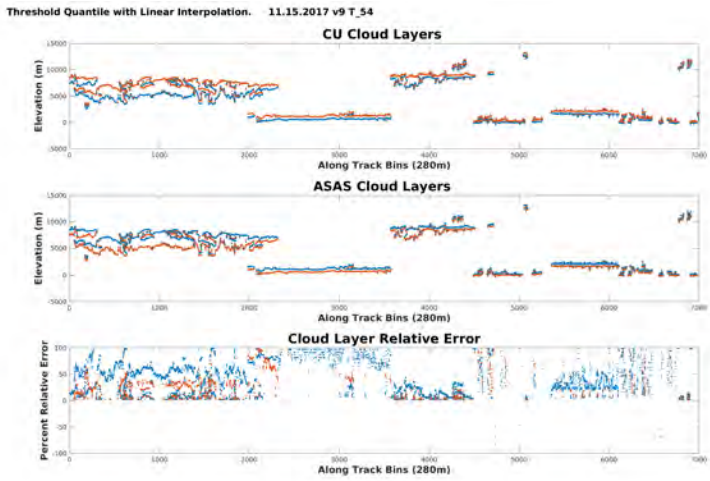 Threshold Quantile with Linear Interpolation. 11.15.2017 v9 T_54
CU Cloud Layers
15000
10000
5000
0
-5000
Elevation (m)
0 1000 2000 3000 4000 5000 6000 7000
Along Track Bins (280m)
ASAS Cloud Layers
15000
10000
5000
0
-5000
Elevation (m)
0 1000 2000 3000 4000 5000 6000 7000
Along Track Bins (280m)
Cloud Layer Relative Error
100
50
0
-50
-100
Percent Relative Error
0 1000 2000 3000 4000 5000 6000 7000
Along Track Bins (280m)